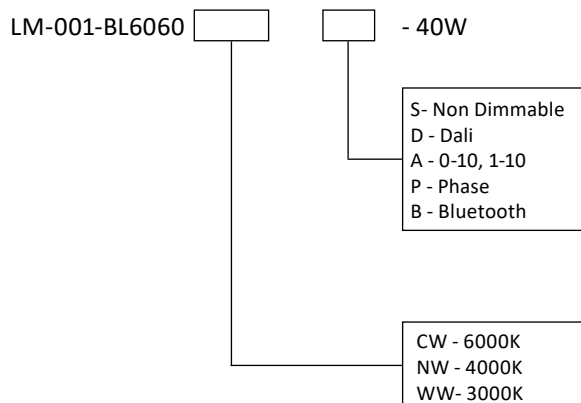 LM-001-BL6060 - 40W
S- Non Dimmable
D - Dali
A - 0-10, 1-10
P - Phase
B - Bluetooth
CW - 6000K
NW - 4000K
WW- 3000K